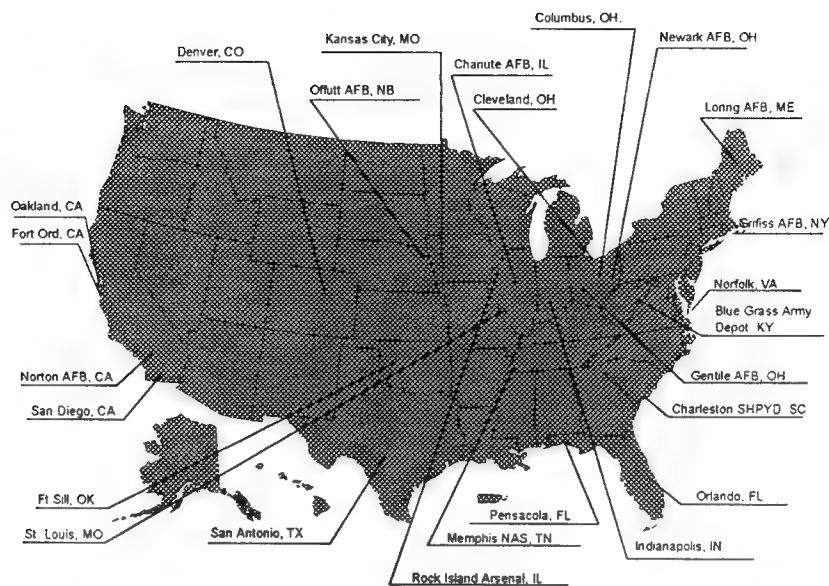 Columbus, OH.
Kansas City, MO
Newark AFB, OH
Denver, CO
Chanute AFB, IL
Offutt AFB, NB
Cleveland, OH
Loring AFB, ME
Oakland, CA
Griffiss AFB, NY
Fort Ord, CA
Norfolk, VA
Blue Grass Army
Depot KY
Norton AFB, CA
Gentile AFB, OH
San Diego, CA
Charleston SHPYD SC
Ft Sill, OK
Orlando, FL
Pensacola, FL
St. Louis, MO
San Antonio, TX
Memphis NAS, TN
Indianapolis, IN
Rock Island Arsenal, IL